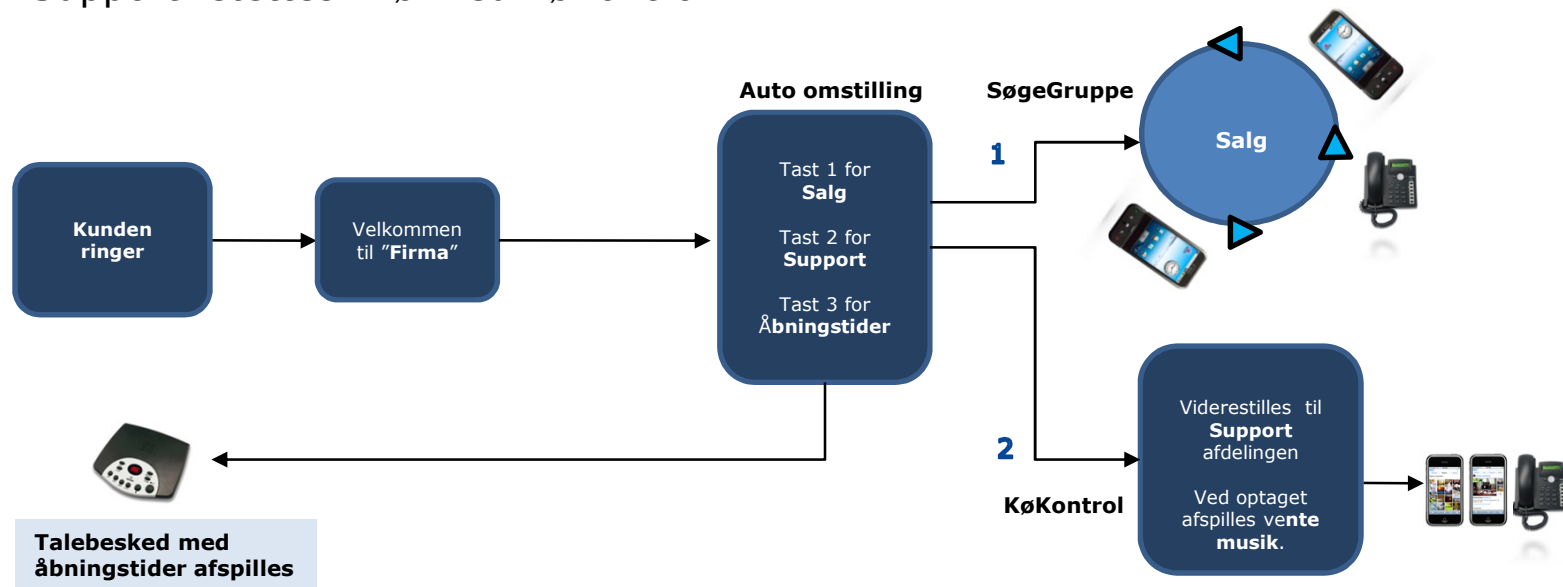 Auto omstilling
SøgeGruppe
Kunden
ringer
Velkommen
til ”Firma”
Tast 1 for
Salg
Tast 2 for
Support
Tast 3 for
Åbningstider
1
Salg
2
KøKontrol
Viderestilles til
Support
afdelingen
Ved optaget
afspilles vente
musik.
Talebesked med
åbningstider afspilles